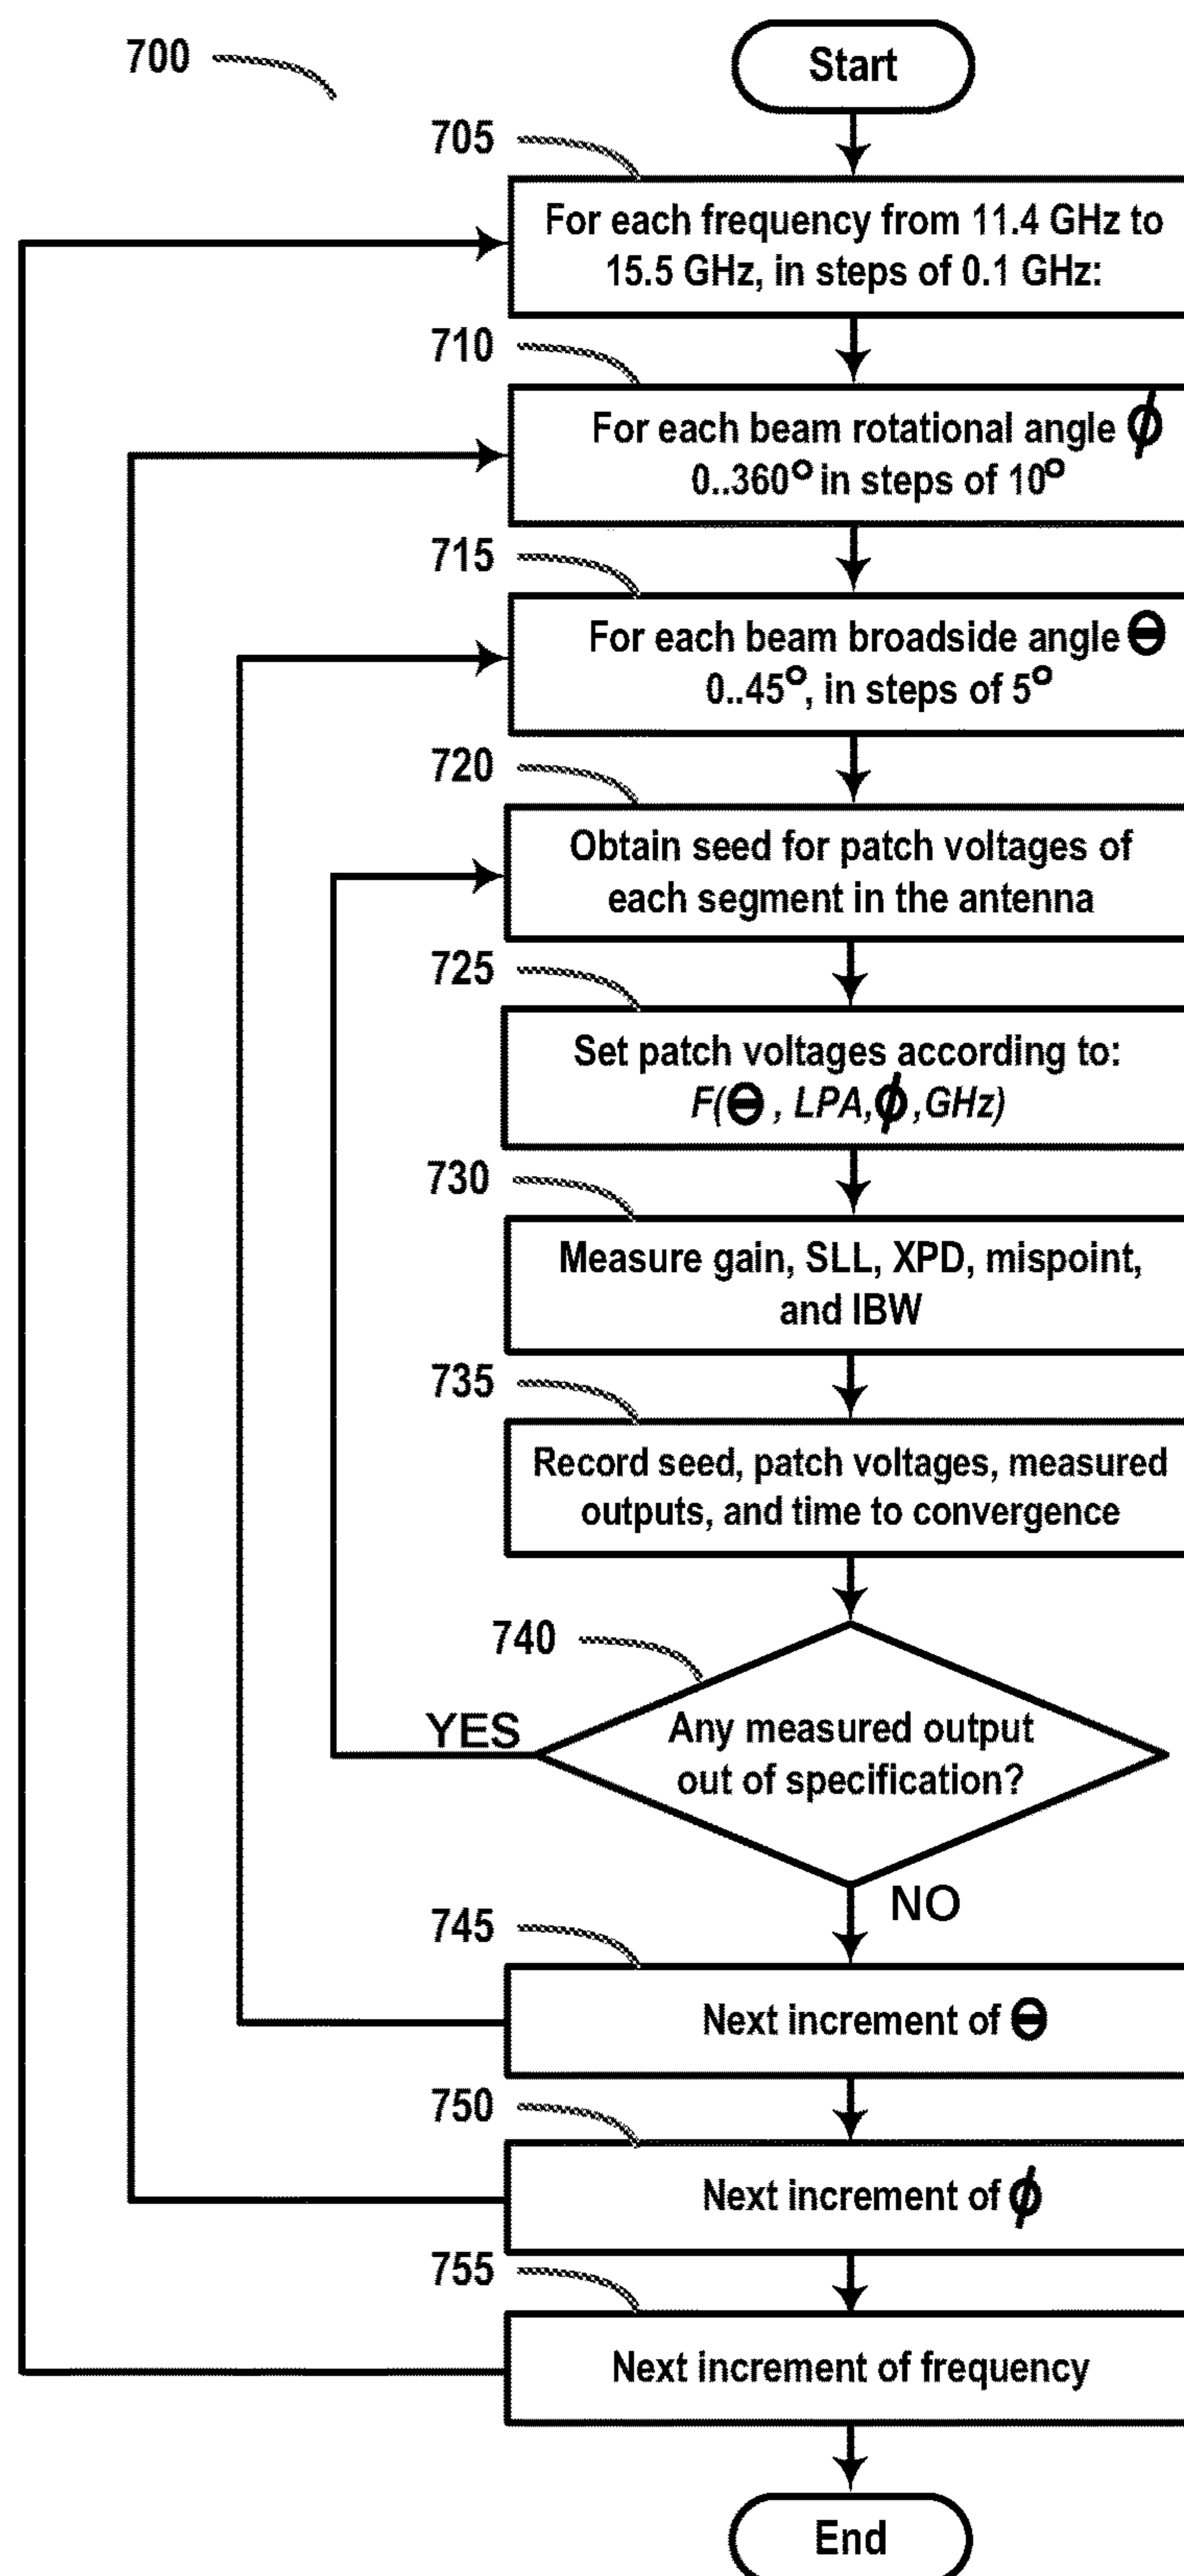 700
Start
705
For each frequency from 11.4 GHz to
15.5 GHz, in steps of 0.1 GHz:
710
For each beam rotational angle ϕ
0..360° in steps of 10°
715
For each beam broadside angle Θ
0..45°, in steps of 5°
720
Obtain seed for patch voltages of
each segment in the antenna
725
Set patch voltages according to:
F(Θ, LPA,ϕ,GHz)
730
Measure gain, SLL, XPD, mispoint,
and IBW
735
Record seed, patch voltages, measured
outputs, and time to convergence
740
YES
Any measured output
out of specification?
NO
745
Next increment of Θ
750
Next increment of ϕ
755
Next increment of frequency
End